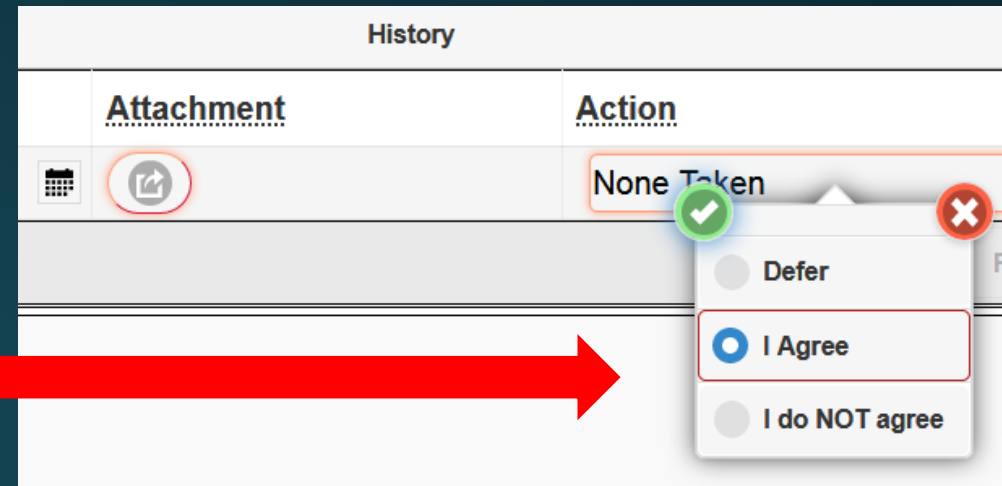 History
Attachment Action
None Taken
Defer
I Agree
I do NOT agree